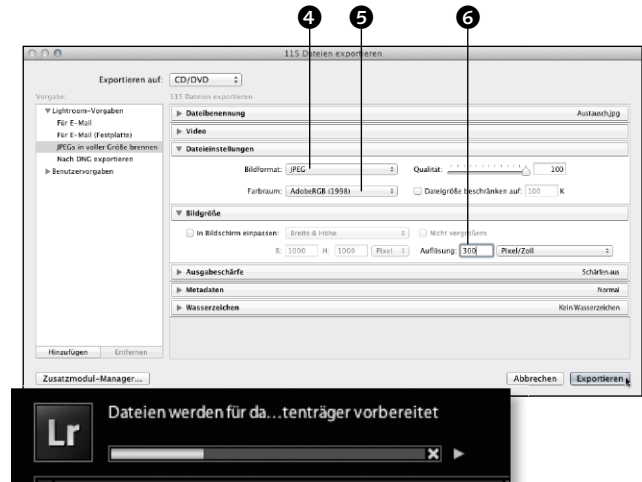 4 5 6
115 Dateien exportieren
Exportieren auf: CD/DVD
Vorgabe: 115 Dateien exportieren
Lightroom-Vorgaben
Für E-Mail
Für E-Mail (Festplatte)
JPEGs in voller Größe brennen
Nach DNG exportieren
Benutzervorgaben
Hinzufügen Entfernen
Dateibenennung Austausch.jpg
Video
Dateieinstellungen
Bildformat: JPEG Qualität: 100
Farbraum: AdobeRGB (1998) Dateigröße beschränken auf: 100 K
Bildgröße
In Bildschirm einpassen: Breite & Höhe Nicht vergrößern
B: 1000 H: 1000 Pixel Auflösung: 300 Pixel/Zoll
Ausgabeschärfe Schärfen aus
Metadaten Normal
Wasserzeichen Kein Wasserzeichen
Zusatzmodul-Manager... Abbrechen Exportieren
Lr Dateien werden für da...tenträger vorbereitet